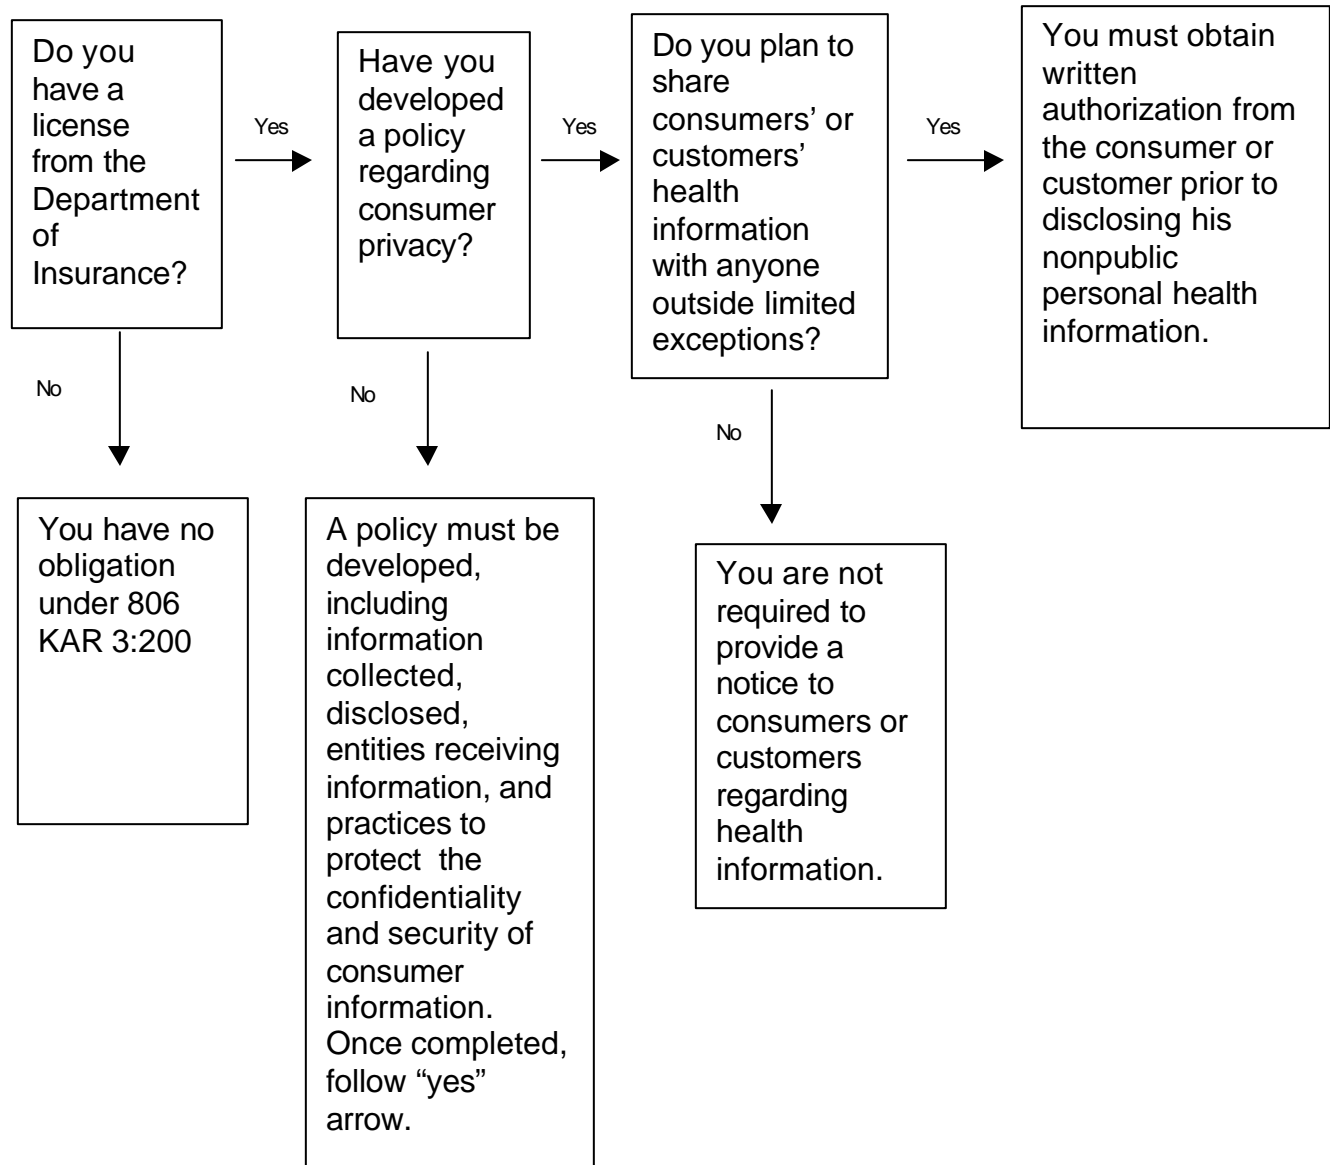 Do you
have a
license
from the
Department
of
Insurance?
Yes
No
Have you
developed
a policy
regarding
consumer
privacy?
Yes
No
Do you plan to
share
consumers’ or
customers’
health
information
with anyone
outside limited
exceptions?
Yes
No
You must obtain
written
authorization from
the consumer or
customer prior to
disclosing his
nonpublic
personal health
information.
You have no
obligation
under 806
KAR 3:200
A policy must be
developed,
including
information
collected,
disclosed,
entities receiving
information, and
practices to
protect the
confidentiality
and security of
consumer
information.
Once completed,
follow “yes”
arrow.
You are not
required to
provide a
notice to
consumers or
customers
regarding
health
information.